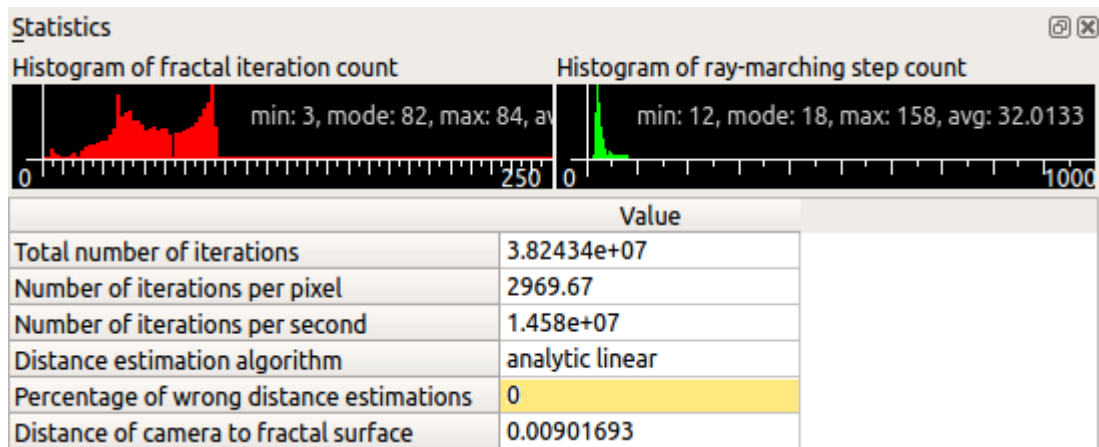 Statistics
Histogram of fractal iteration count
Histogram of ray-marching step count
min: 3, mode: 82, max: 84, av
min: 12, mode: 18, max: 158, avg: 32.0133
0 250
0 1000
Value
Total number of iterations 3.82434e+07
Number of iterations per pixel 2969.67
Number of iterations per second 1.458e+07
Distance estimation algorithm analytic linear
Percentage of wrong distance estimations 0
Distance of camera to fractal surface 0.00901693